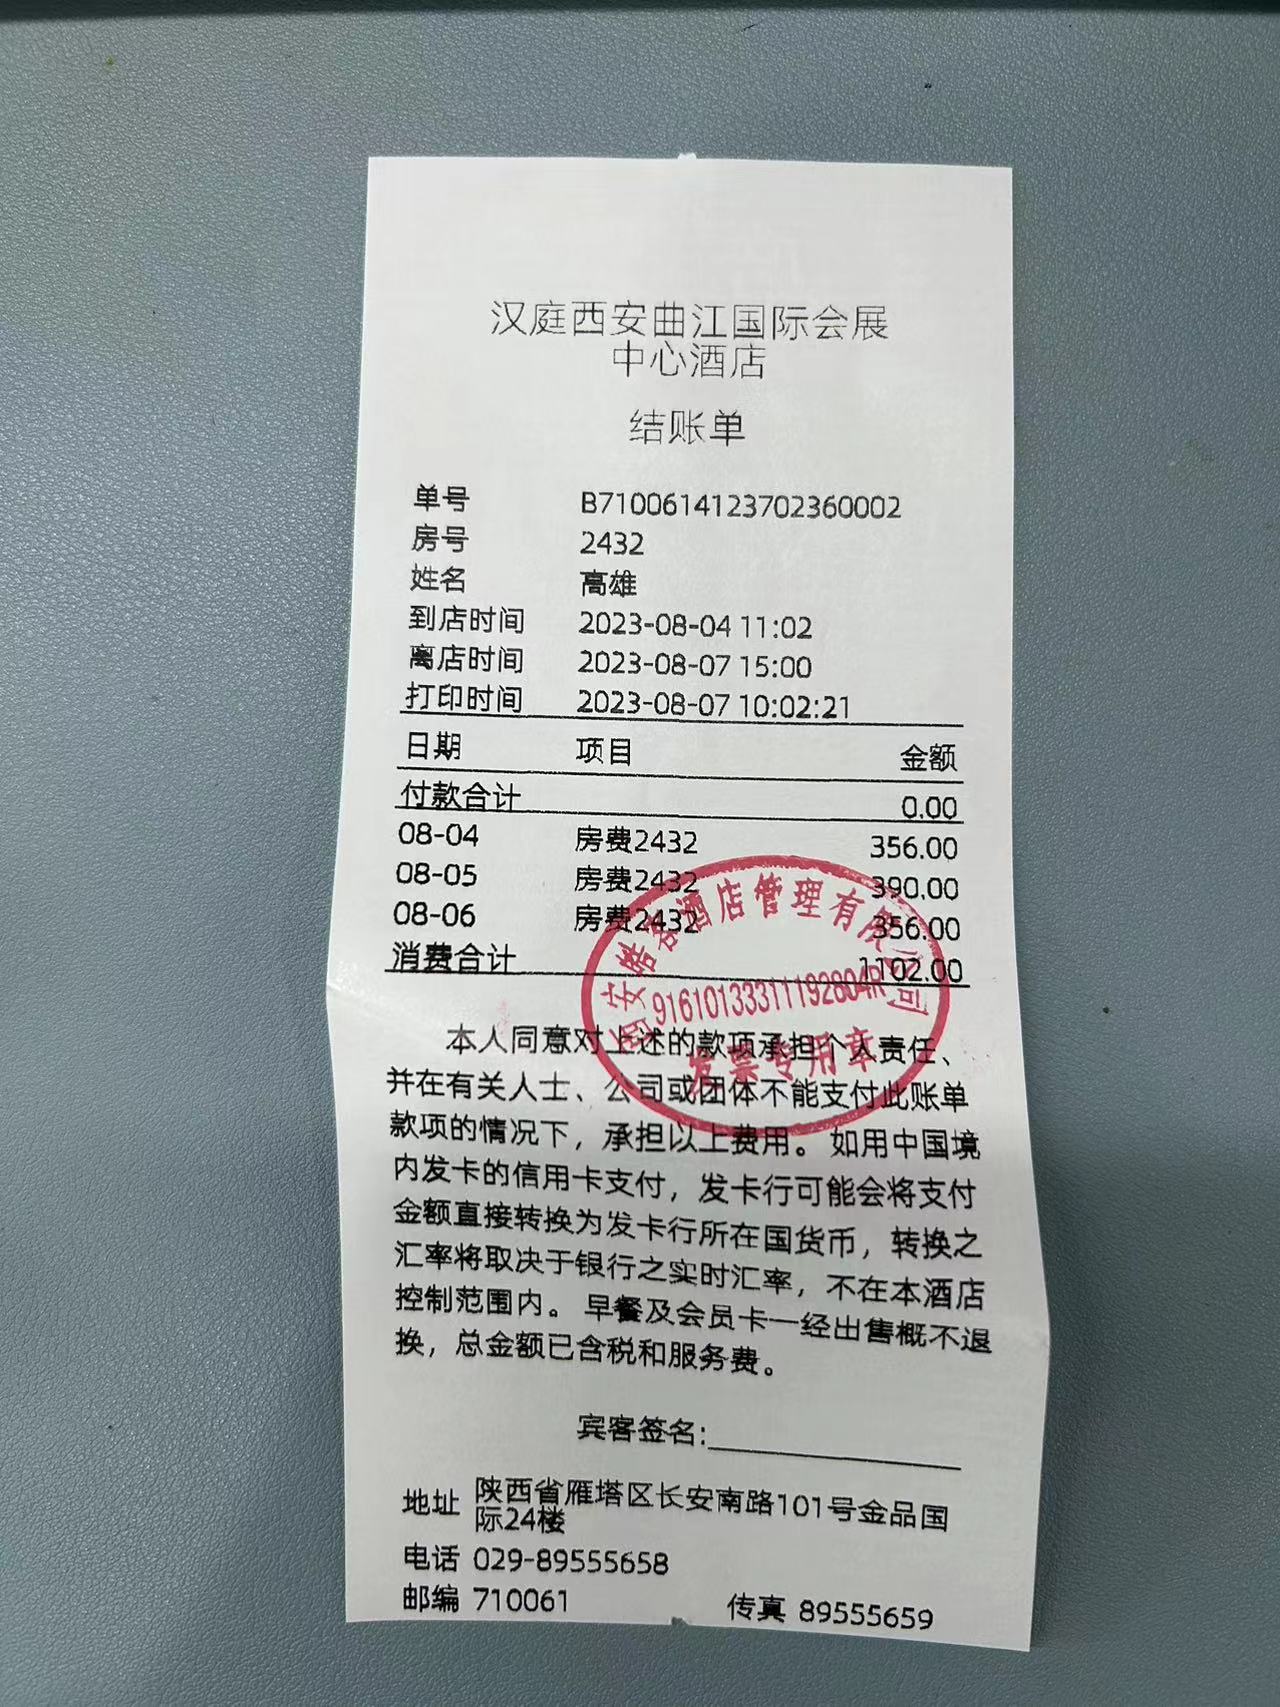 汉庭西安曲江国际会展
中心酒店
结账单
单号 B7100614123702360002
房号 2432
姓名 高雄
到店时间 2023-08-04 11:02
离店时间 2023-08-07 15:00
打印时间 2023-08-07 10:02:21
日期 项目 金额
付款合计 0.00
08-04 房费2432 356.00
08-05 房费2432 390.00
08-06 房费2432 356.00
消费合计 1102.00
西安皓客酒店管理有限公司
91610133311192804R
发票专用章
本人同意对上述的款项承担个人责任、
并在有关人士、公司或团体不能支付此账单
款项的情况下，承担以上费用。如用中国境
内发卡的信用卡支付，发卡行可能会将支付
金额直接转换为发卡行所在国货币，转换之
汇率将取决于银行之实时汇率，不在本酒店
控制范围内。早餐及会员卡一经出售概不退
换，总金额已含税和服务费。
宾客签名:
地址 陕西省雁塔区长安南路101号金品国
际24楼
电话 029-89555658
邮编 710061 传真 89555659